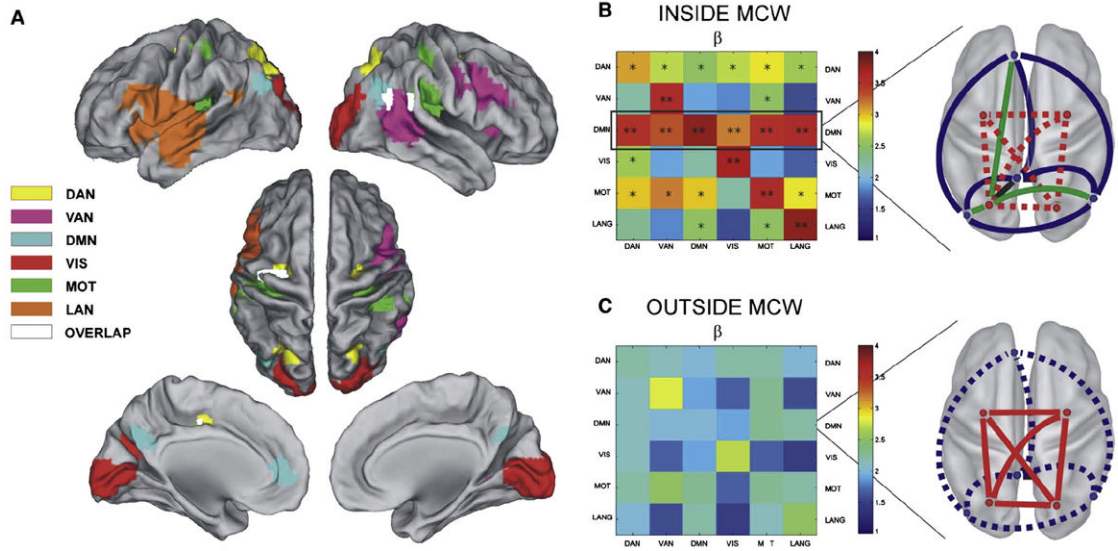 A
DAN
VAN
DMN
VIS
MOT
LAN
OVERLAP
B
INSIDE MCW
β
DAN * * * * * * DAN
VAN ** * VAN
DMN ** ** ** ** ** ** DMN
VIS * ** VIS
MOT * * * ** * MOT
LANG * * ** LANG
DAN VAN DMN VIS MOT LANG
4
3.5
3
2.5
2
1.5
1
C
OUTSIDE MCW
β
DAN DAN
VAN VAN
DMN DMN
VIS VIS
MOT MOT
LANG LANG
DAN VAN DMN VIS M T LANG
4
3.5
3
2.5
2
1.5
1